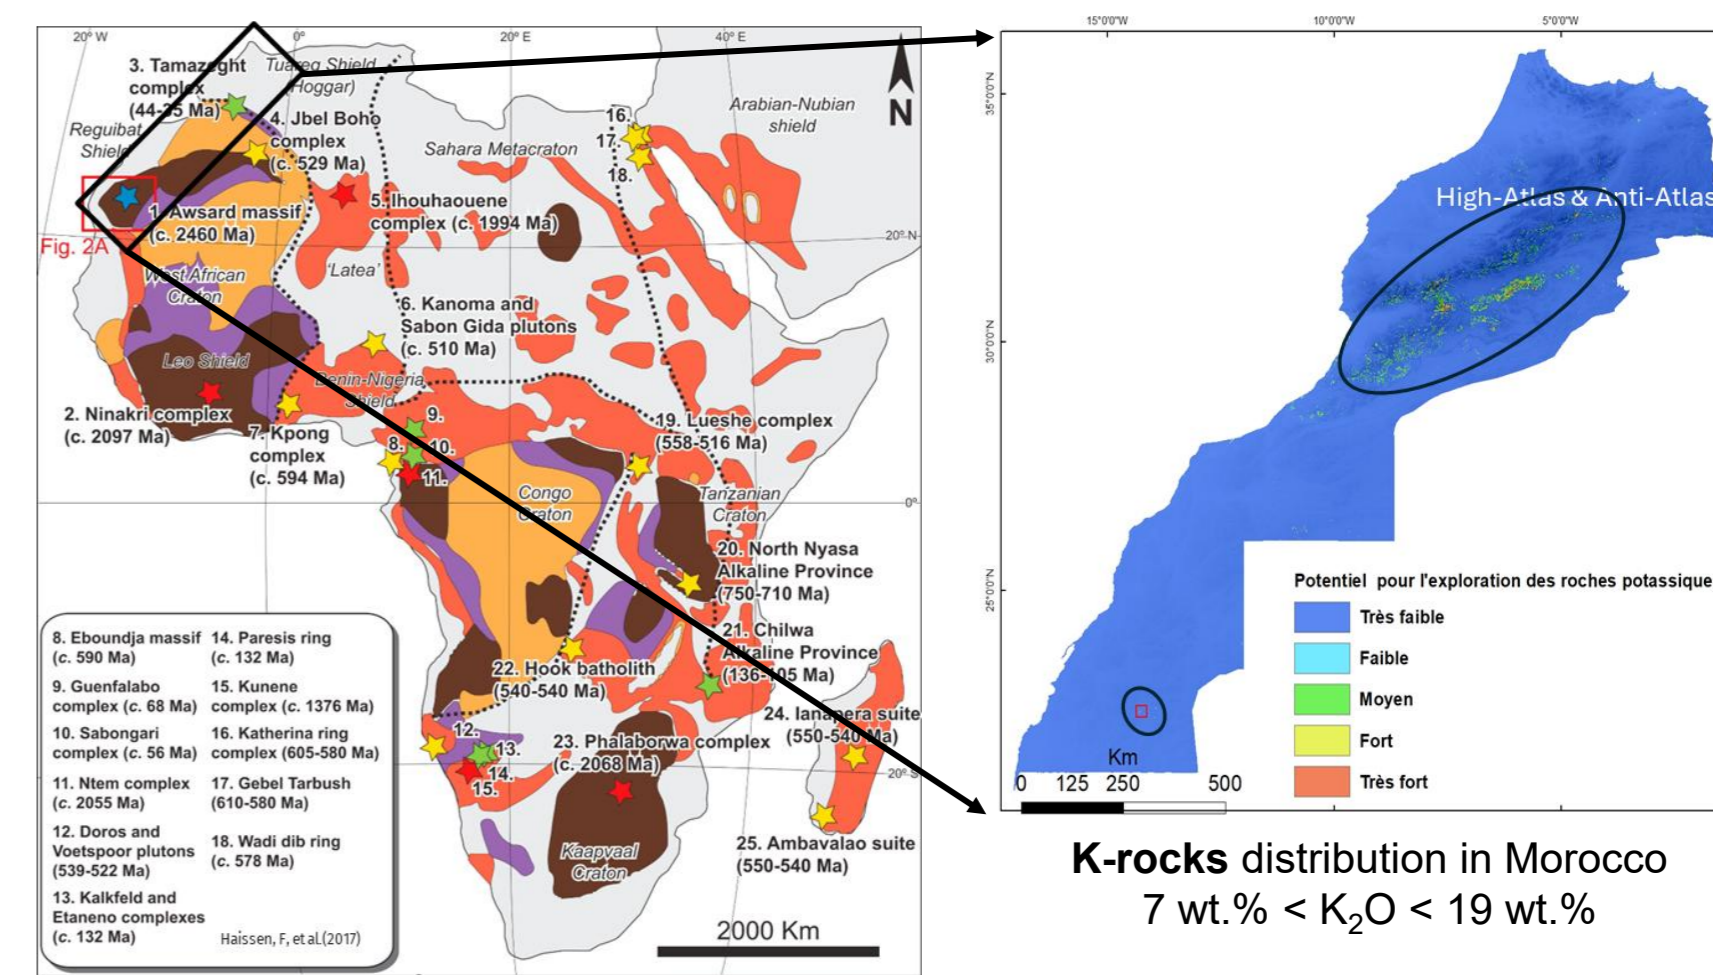 20° W
0°
20° E
40° E
3. Tamazeght
complex
(44-35 Ma)
Tuareg Shield
(Hoggar)
4. Jbel Boho
complex
(c. 529 Ma)
Reguibat
Shield
N
Arabian-Nubian
shield
16.
17.
18.
Sahara Metacraton
1. Awsard massif
(c. 2460 Ma)
5. Ihouhaouene
complex (c. 1994 Ma)
Fig. 2A
20° N
West African
Craton
'Latea'
6. Kanoma and
Sabon Gida plutons
(c. 510 Ma)
Leo Shield
Benin-Nigeria
Shield
2. Ninakri complex
(c. 2097 Ma)
7. Kpong
complex
(c. 594 Ma)
9.
8.
10.
11.
19. Lueshe complex
(558-516 Ma)
Congo
Craton
Tanzanian
Craton
0°
20. North Nyasa
Alkaline Province
(750-710 Ma)
21. Chilwa
Alkaline Province
(136-105 Ma)
22. Hook batholith
(540-540 Ma)
24. Ianapera suite
(550-540 Ma)
12.
13.
14.
15.
23. Phalaborwa complex
(c. 2068 Ma)
20° S
25. Ambavalao suite
(550-540 Ma)
Kaapvaal
Craton
2000 Km
8. Eboundja massif
(c. 590 Ma)
9. Guenfalabo
complex (c. 68 Ma)
10. Sabongari
complex (c. 56 Ma)
11. Ntem complex
(c. 2055 Ma)
12. Doros and
Voetspoor plutons
(539-522 Ma)
13. Kalkfeld and
Etaneno complexes
(c. 132 Ma)
14. Paresis ring
(c. 132 Ma)
15. Kunene
complex (c. 1376 Ma)
16. Katherina ring
complex (605-580 Ma)
17. Gebel Tarbush
(610-580 Ma)
18. Wadi dib ring
(c. 578 Ma)
Haissen, F, et al.(2017)
15°0'0"W
10°0'0"W
5°0'0"W
35°0'0"N
30°0'0"N
25°0'0"N
High-Atlas & Anti-Atlas
Potentiel pour l'exploration des roches potassique
Très faible
Faible
Moyen
Fort
Très fort
Km
0 125 250 500
K-rocks distribution in Morocco
7 wt.% < K₂O < 19 wt.%